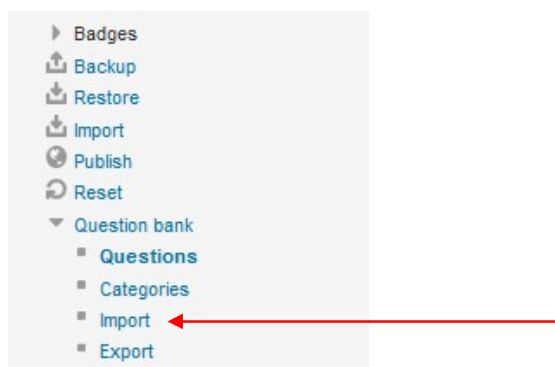 Badges
Backup
Restore
Import
Publish
Reset
Question bank
Questions
Categories
Import
Export